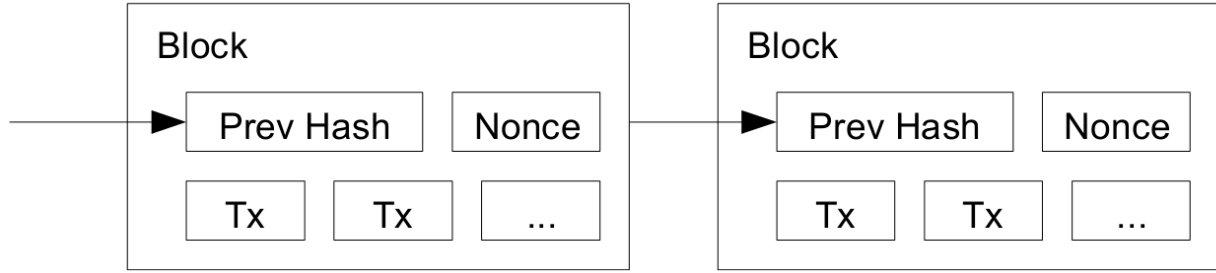 Block
Prev Hash Nonce
Tx Tx ...
Block
Prev Hash Nonce
Tx Tx ...